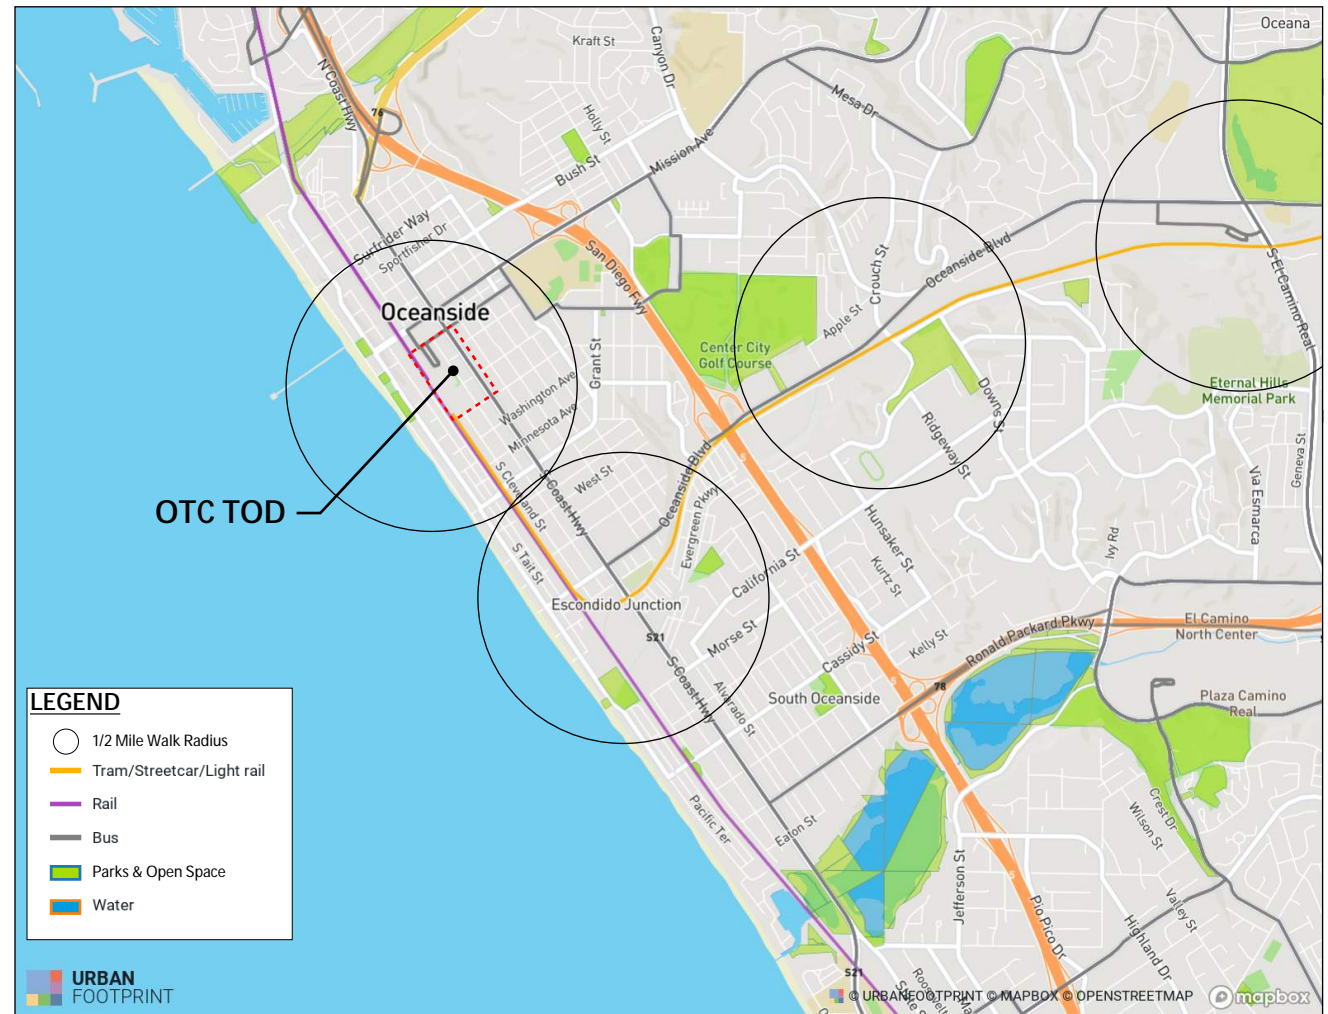 Oceana
Kraft St
Canyon Dr
N Coast Hwy
76
Holly St
Mesa Dr
Mission Ave
Bush St
Surfrider Way
Sportfisher Dr
San Diego Fwy
Crouch St
Oceanside Blvd
S El Camino Real
Oceanside
Apple St
Center City
Golf Course
Grant St
Washington Ave
Minnesota Ave
Downs St
Eternal Hills
Memorial Park
Ridgeway St
Geneva St
Oceanside Blvd
5
West St
S Cleveland St
S Coast Hwy
Evergreen Pkwy
Via Esmarca
OTC TOD
Hunsaker St
Ivy Rd
S Tait St
California St
Kurtz St
Escondido Junction
S21
Morse St
Cassidy St
Kelly St
Ronald Packard Pkwy
El Camino
North Center
S Coast Hwy
Alvarado St
5
78
South Oceanside
Plaza Camino
Real
LEGEND
1/2 Mile Walk Radius
Tram/Streetcar/Light rail
Rail
Bus
Parks & Open Space
Water
Pacific Ter
Eaton St
Crest Dr
Wilson St
Jefferson St
5
Pio Pico Dr
Valley St
Highland Dr
S21
URBAN
FOOTPRINT
© URBANFOOTPRINT © MAPBOX © OPENSTREETMAP
mapbox